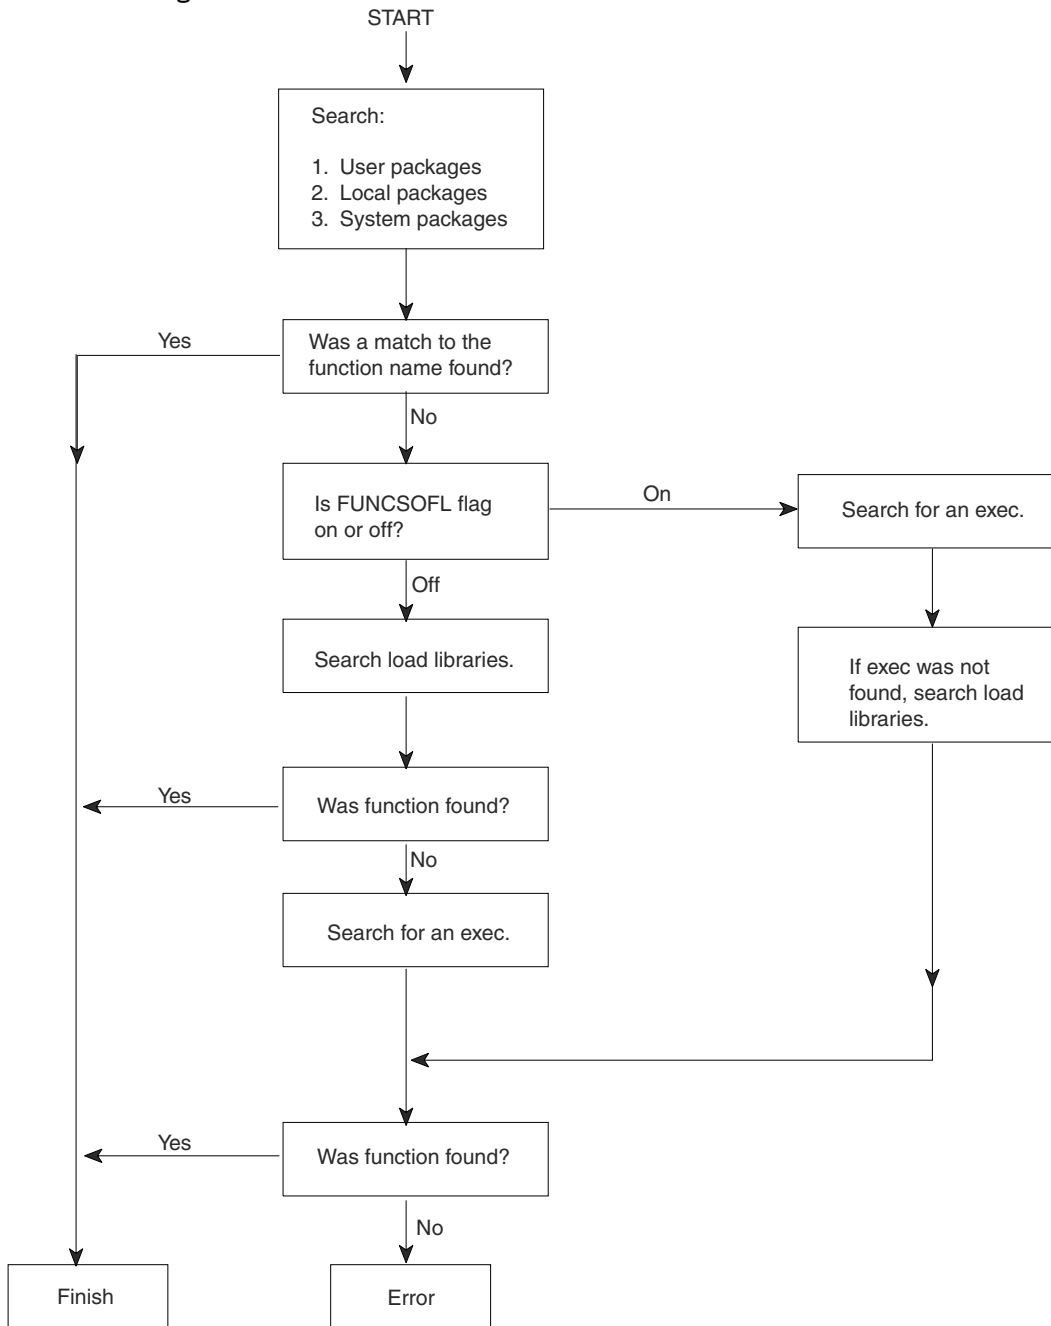 START
Search:
1. User packages
2. Local packages
3. System packages
Yes
Was a match to the
function name found?
No
Is FUNCSOFL flag
on or off?
On
Search for an exec.
Off
Search load libraries.
If exec was not
found, search load
libraries.
Yes
Was function found?
No
Search for an exec.
Yes
Was function found?
No
Finish
Error